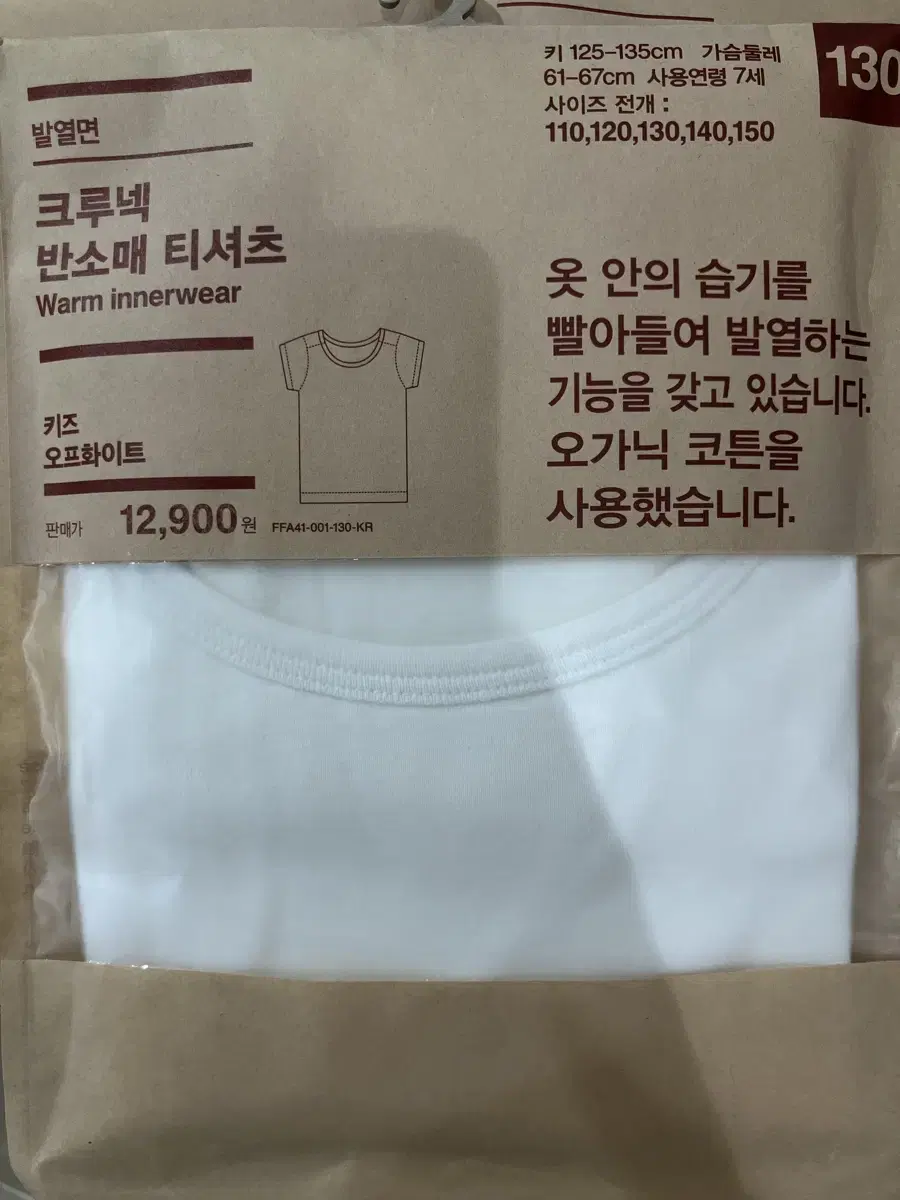 발열면
크루넥
반소매 티셔츠
Warm innerwear
키즈
오프화이트
판매가 12,900원 FFA41-001-130-KR
키 125-135cm 가슴둘레
61-67cm 사용연령 7세
사이즈 전개 :
110,120,130,140,150
130
옷 안의 습기를
빨아들여 발열하는
기능을 갖고 있습니다.
오가닉 코튼을
사용했습니다.